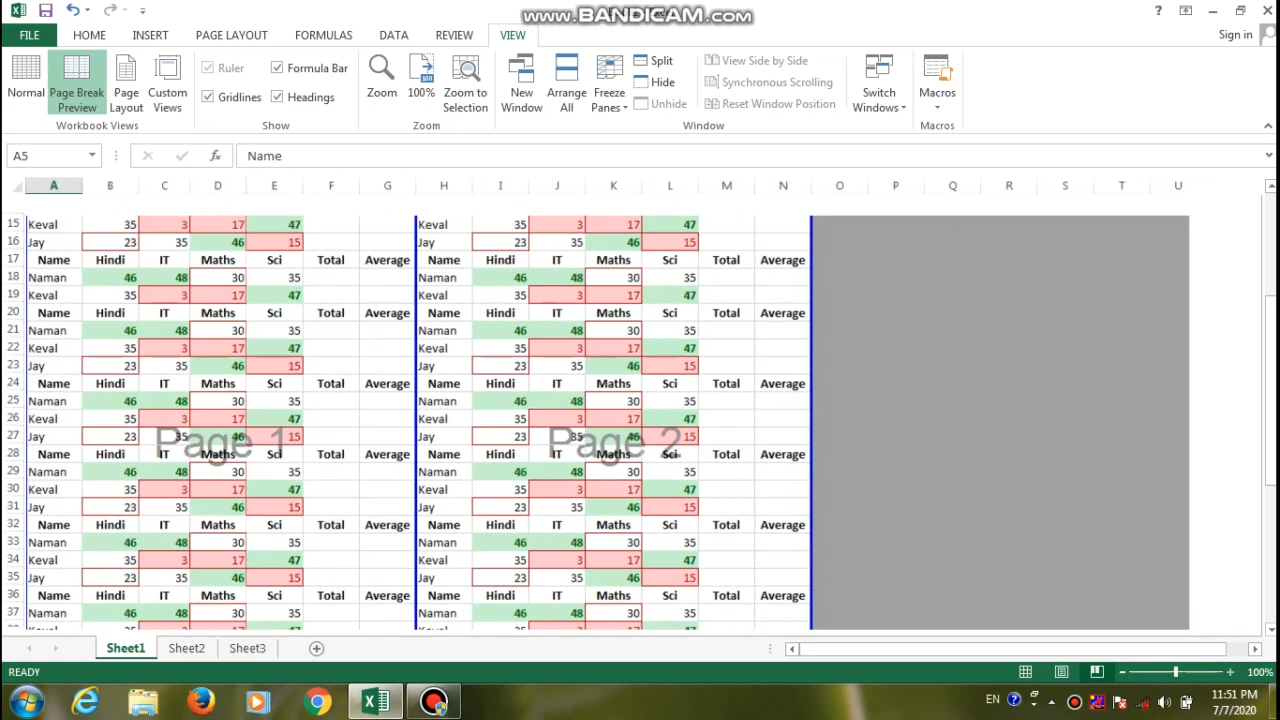 www.BANDICAM.com
?
FILE HOME INSERT PAGE LAYOUT FORMULAS DATA REVIEW VIEW Sign in
Normal Page Break Preview Page Layout Custom Views Ruler Formula Bar Gridlines Headings Zoom 100% Zoom to Selection New Window Arrange All Freeze Panes Split Hide Unhide View Side by Side Synchronous Scrolling Reset Window Position Switch Windows Macros
Workbook Views Show Zoom Window Macros
A5 fx Name
A B C D E F G H I J K L M N O P Q R S T U
15 Keval 35 3 17 47 Keval 35 3 17 47
16 Jay 23 35 46 15 Jay 23 35 46 15
17 Name Hindi IT Maths Sci Total Average Name Hindi IT Maths Sci Total Average
18 Naman 46 48 30 35 Naman 46 48 30 35
19 Keval 35 3 17 47 Keval 35 3 17 47
20 Name Hindi IT Maths Sci Total Average Name Hindi IT Maths Sci Total Average
21 Naman 46 48 30 35 Naman 46 48 30 35
22 Keval 35 3 17 47 Keval 35 3 17 47
23 Jay 23 35 46 15 Jay 23 35 46 15
24 Name Hindi IT Maths Sci Total Average Name Hindi IT Maths Sci Total Average
25 Naman 46 48 30 35 Naman 46 48 30 35
26 Keval 35 3 17 47 Keval 35 3 17 47
27 Jay 23 35 46 15 Jay 23 35 46 15
Page 1 Page 2
28 Name Hindi IT Maths Sci Total Average Name Hindi IT Maths Sci Total Average
29 Naman 46 48 30 35 Naman 46 48 30 35
30 Keval 35 3 17 47 Keval 35 3 17 47
31 Jay 23 35 46 15 Jay 23 35 46 15
32 Name Hindi IT Maths Sci Total Average Name Hindi IT Maths Sci Total Average
33 Naman 46 48 30 35 Naman 46 48 30 35
34 Keval 35 3 17 47 Keval 35 3 17 47
35 Jay 23 35 46 15 Jay 23 35 46 15
36 Name Hindi IT Maths Sci Total Average Name Hindi IT Maths Sci Total Average
37 Naman 46 48 30 35 Naman 46 48 30 35
Sheet1 Sheet2 Sheet3
READY 100%
EN 11:51 PM
7/7/2020